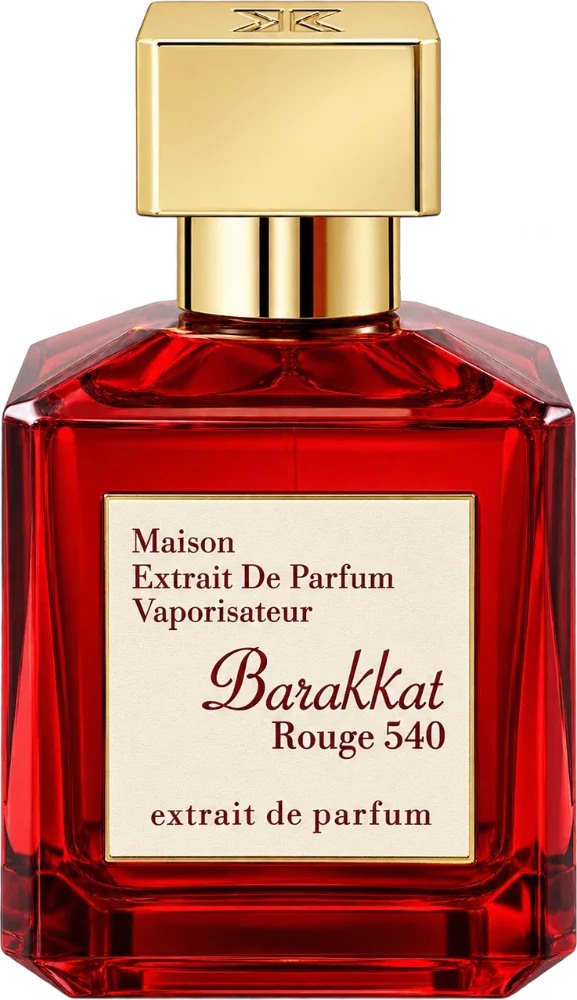 Maison
Extrait De Parfum
Vaporisateur
Barakkat
Rouge 540
extrait de parfum